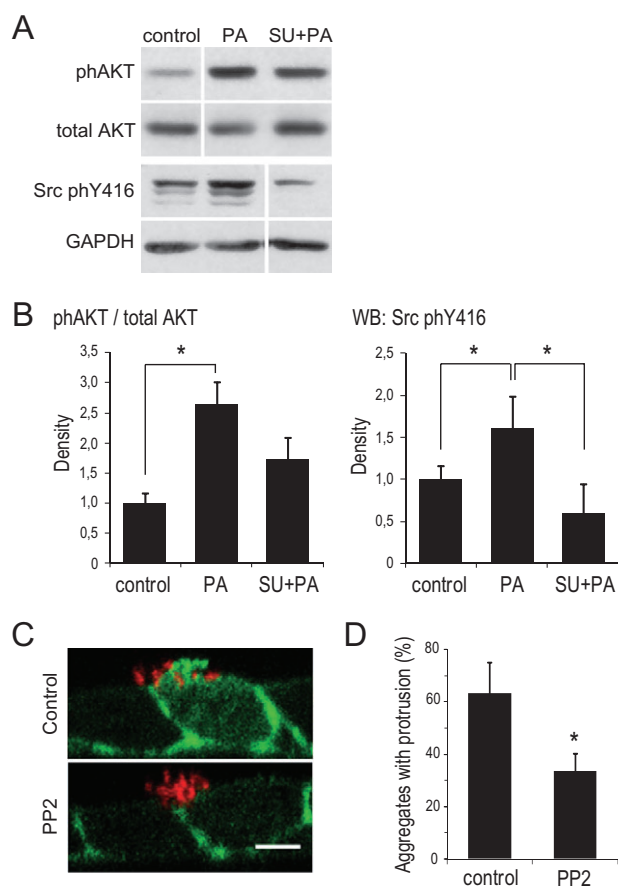 A
control PA SU+PA
phAKT
total AKT
Src phY416
GAPDH
B
phAKT / total AKT
Density
3,5
3,0
2,5
2,0
1,5
1,0
0,5
0
*
control PA SU+PA
WB: Src phY416
Density
2,5
2,0
1,5
1,0
0,5
0
* *
control PA SU+PA
C
Control
PP2
D
Aggregates with protrusion (%)
80
60
40
60
20
0
*
control PP2